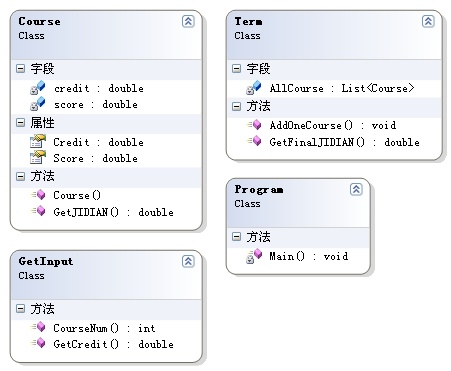 Course
Class
字段
credit : double
score : double
属性
Credit : double
Score : double
方法
Course()
GetJIDIAN() : double
Term
Class
字段
AllCourse : List<Course>
方法
AddOneCourse() : void
GetFinalJIDIAN() : double
Program
Class
方法
Main() : void
GetInput
Class
方法
CourseNum() : int
GetCredit() : double